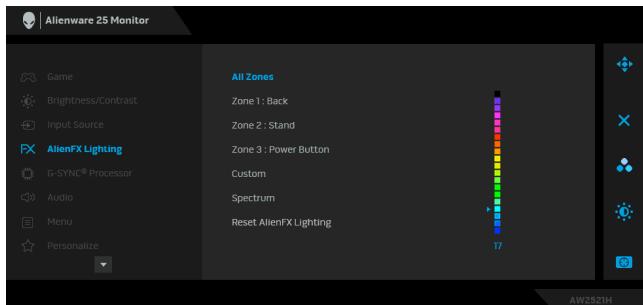 Alienware 25 Monitor
Game
Brightness/Contrast
Input Source
AlienFX Lighting
G-SYNC® Processor
Audio
Menu
Personalize
All Zones
Zone 1 : Back
Zone 2 : Stand
Zone 3 : Power Button
Custom
Spectrum
Reset AlienFX Lighting
17
AW2521H